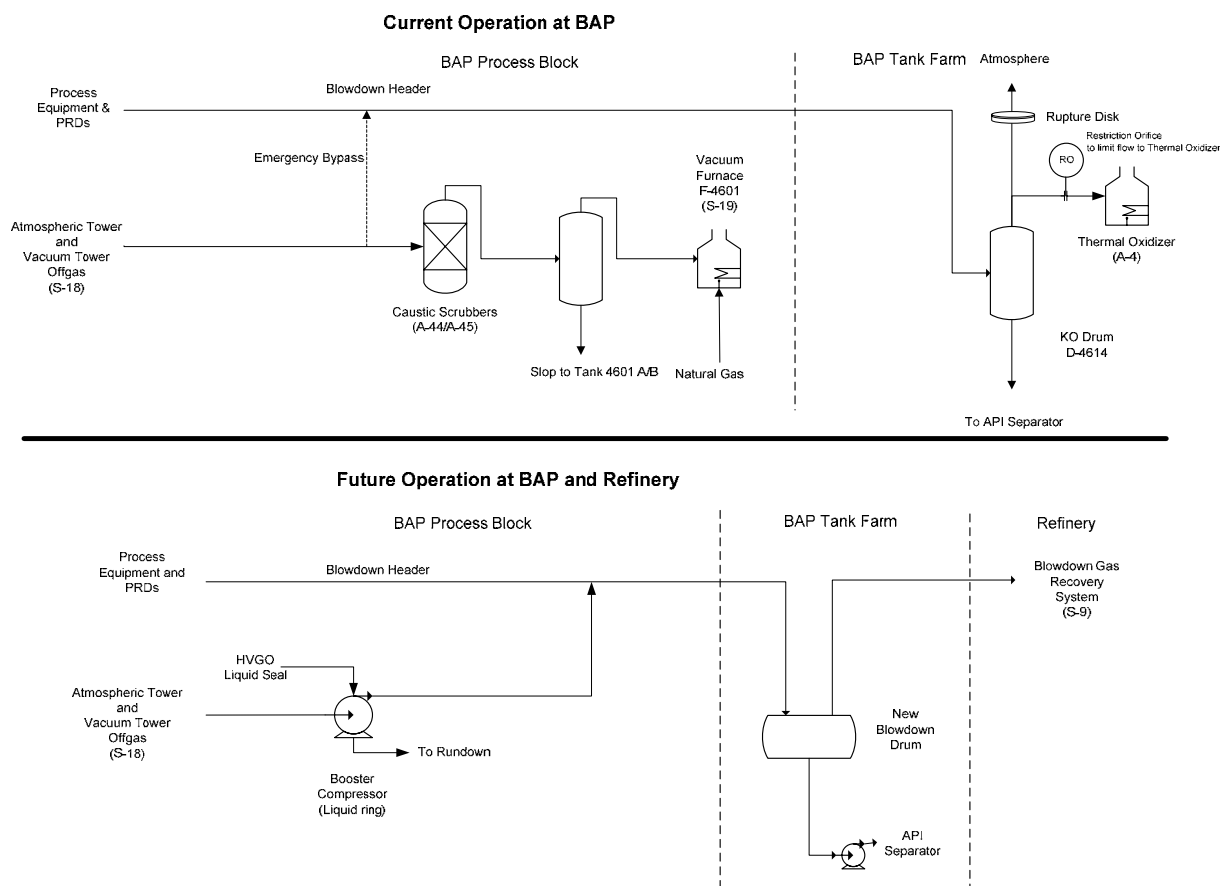 Current Operation at BAP
BAP Process Block
BAP Tank Farm
Atmosphere
Process
Equipment &
PRDs
Blowdown Header
Rupture Disk
Restriction Orifice
to limit flow to Thermal Oxidizer
RO
Emergency Bypass
Vacuum
Furnace
F-4601
(S-19)
Atmospheric Tower
and
Vacuum Tower
Offgas
(S-18)
Thermal Oxidizer
(A-4)
Caustic Scrubbers
(A-44/A-45)
KO Drum
D-4614
Slop to Tank 4601 A/B
Natural Gas
To API Separator
Future Operation at BAP and Refinery
BAP Process Block
BAP Tank Farm
Refinery
Process
Equipment and
PRDs
Blowdown Header
Blowdown Gas
Recovery
System
(S-9)
HVGO
Liquid Seal
Atmospheric Tower
and
Vacuum Tower
Offgas
(S-18)
New
Blowdown
Drum
To Rundown
Booster
Compressor
(Liquid ring)
API
Separator